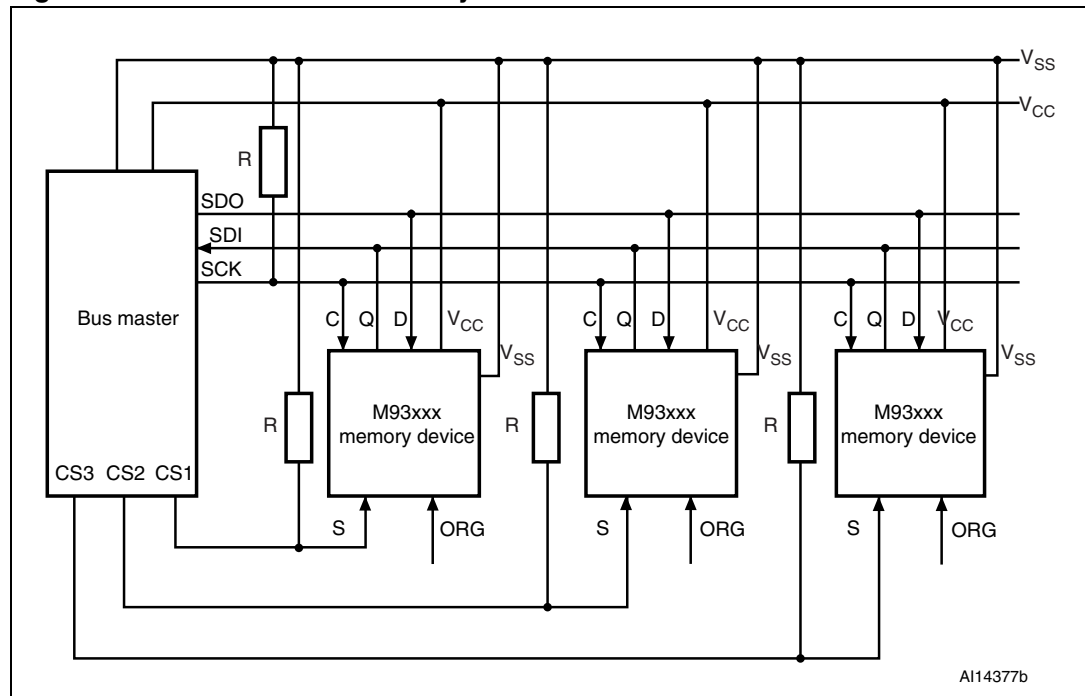 VSS
VCC
R
SDO
SDI
SCK
Bus master
C Q D VCC VSS
C Q D VCC VSS
C Q D VCC VSS
R
M93xxx
memory device
R
M93xxx
memory device
R
M93xxx
memory device
CS3 CS2 CS1
S ORG
S ORG
S ORG
AI14377b